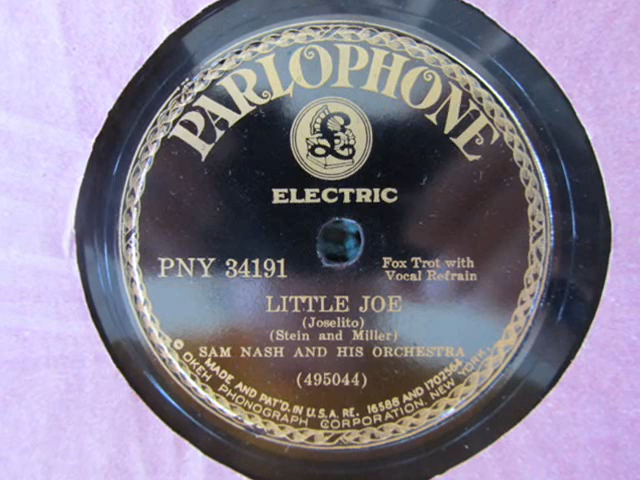 PARLOPHONE
ELECTRIC
PNY 34191
Fox Trot with
Vocal Refrain
LITTLE JOE
(Joselito)
(Stein and Miller)
SAM NASH AND HIS ORCHESTRA
(495044)
MADE AND PAT'D. IN U.S.A. RE. 16588 AND 1702564
OKEH PHONOGRAPH CORPORATION, NEW YORK.